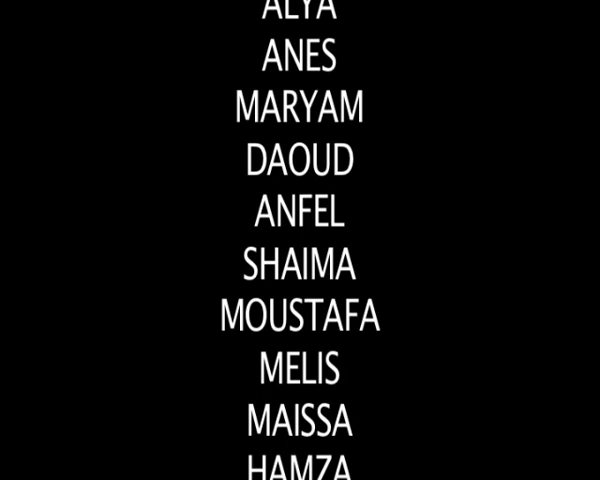 ALYA
ANES
MARYAM
DAOUD
ANFEL
SHAIMA
MOUSTAFA
MELIS
MAISSA
HAMZA